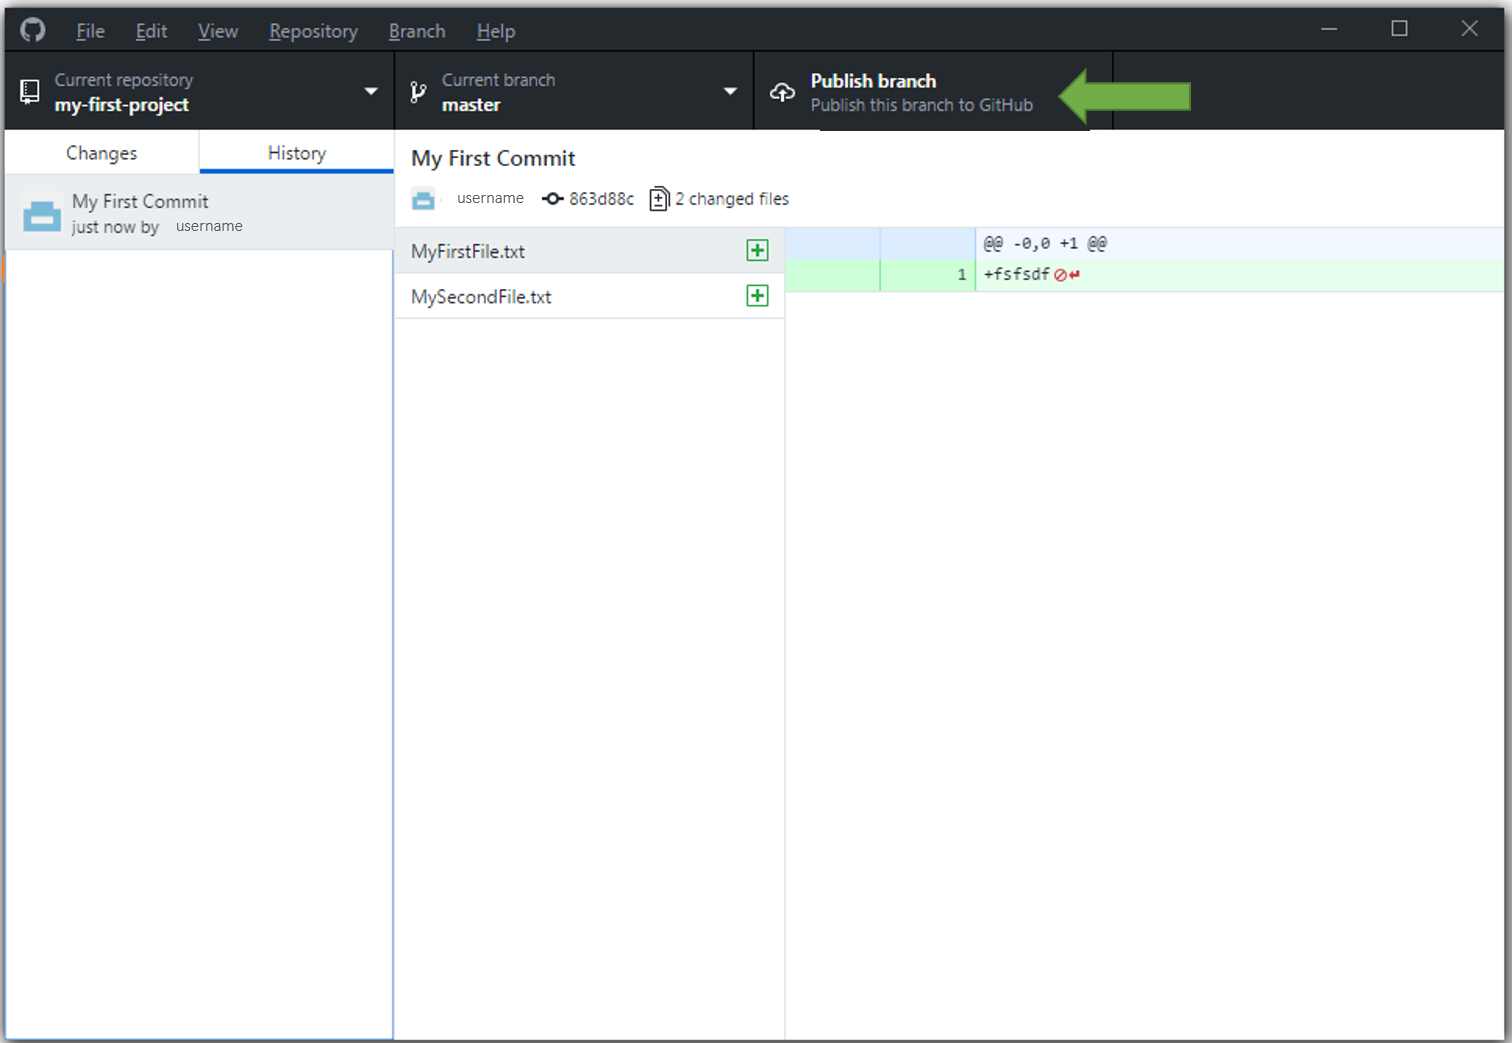 File Edit View Repository Branch Help
Current repository
my-first-project
Current branch
master
Publish branch
Publish this branch to GitHub
Changes
History
My First Commit
just now by username
My First Commit
username 863d88c 2 changed files
MyFirstFile.txt
MySecondFile.txt
@@ -0,0 +1 @@
1 +fsfsdf